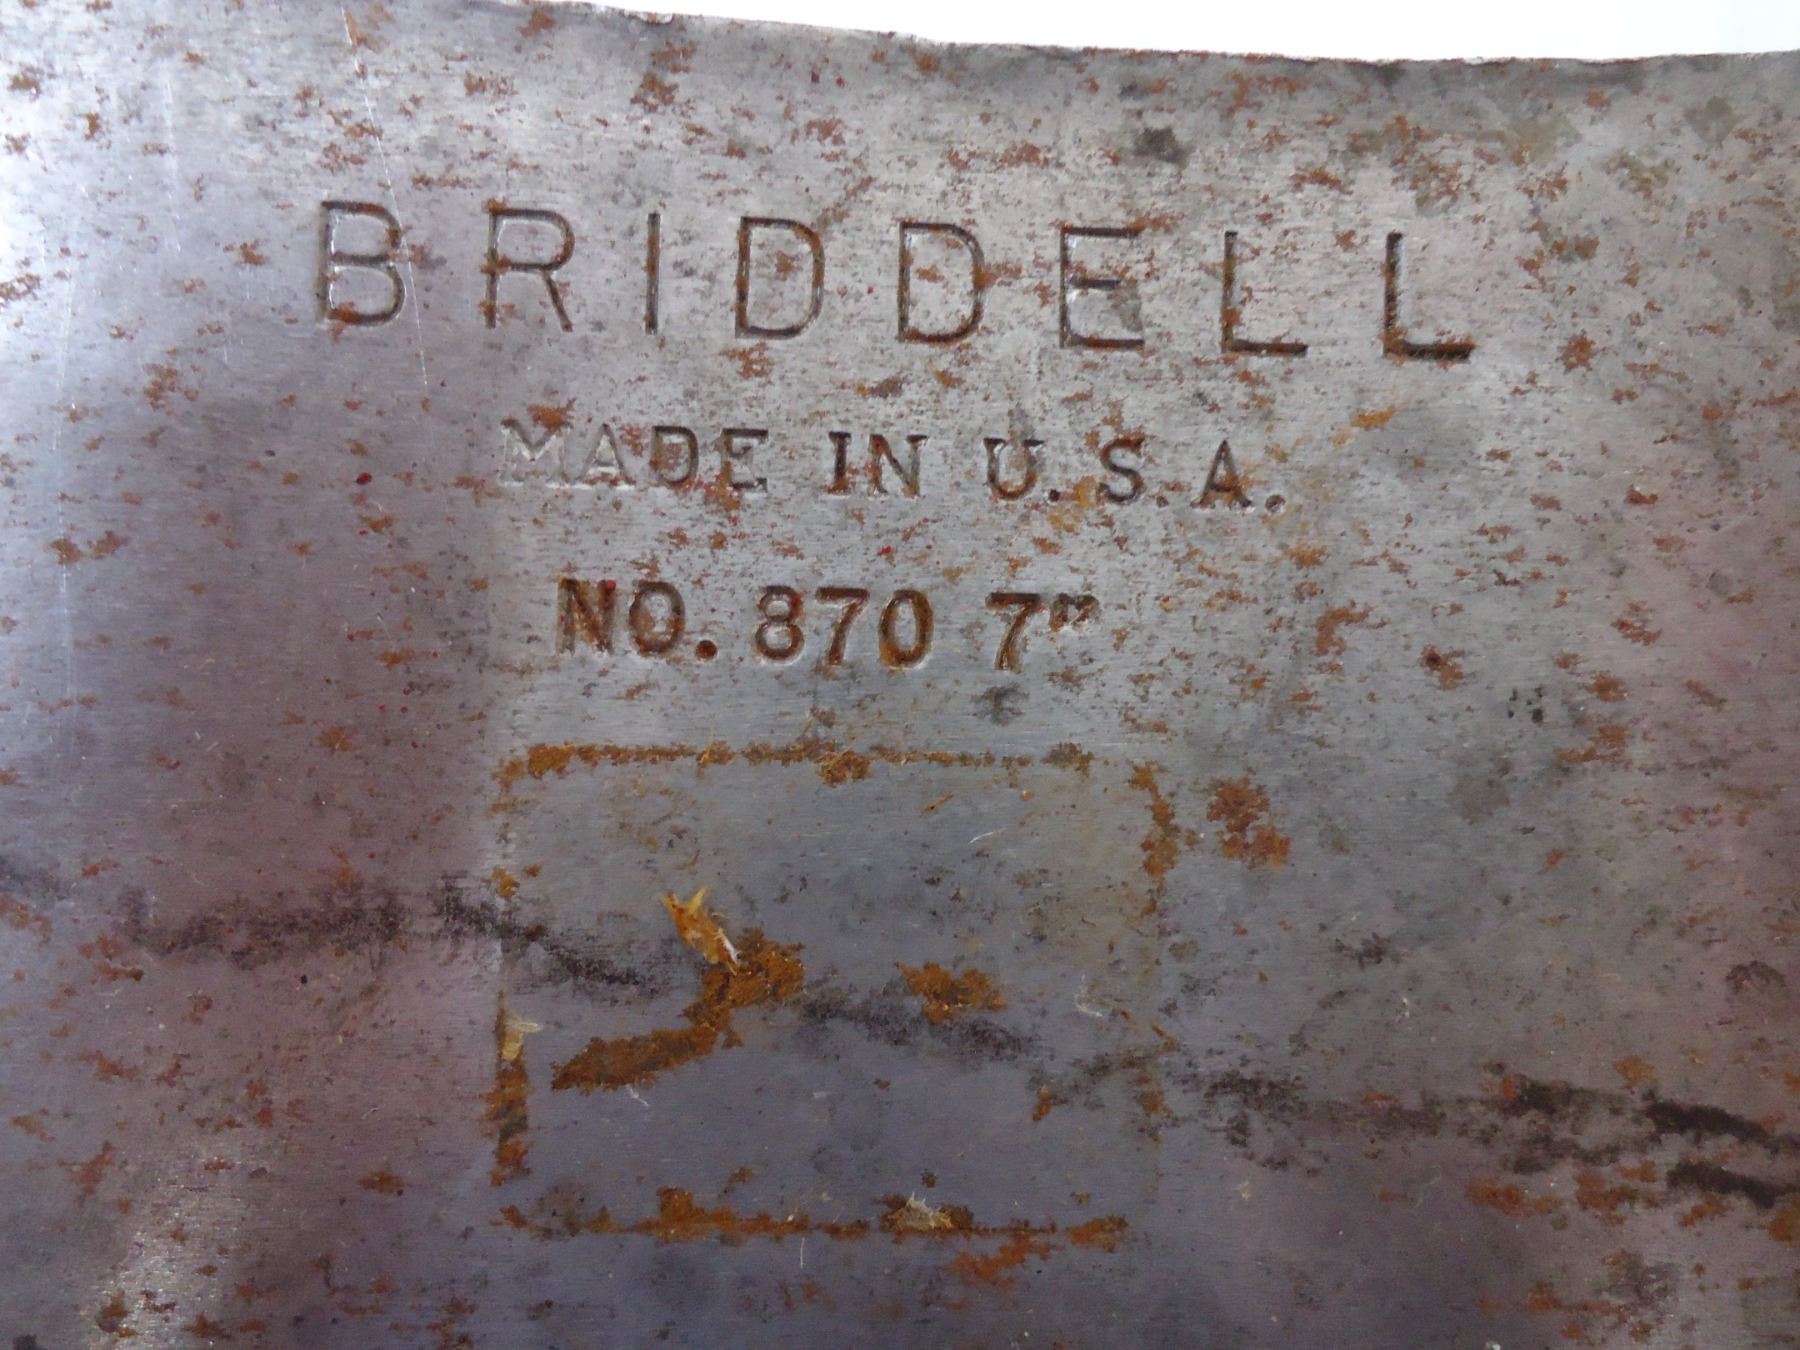 BRIDDELL
MADE IN U.S.A.
NO. 870 7"